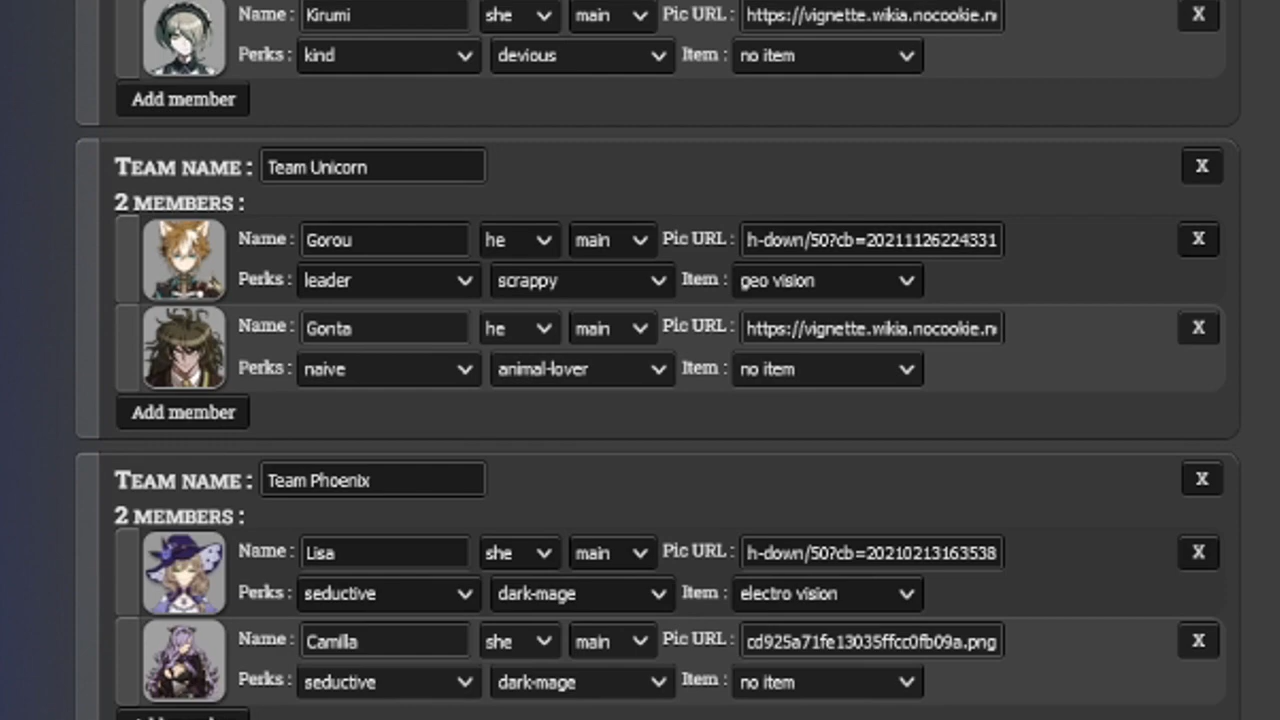 Name : Kirumi she main Pic URL : https://vignette.wikia.nocookie.n X
Perks : kind devious Item : no item
Add member
TEAM NAME : Team Unicorn X
2 MEMBERS :
Name : Gorou he main Pic URL : h-down/50?cb=20211126224331 X
Perks : leader scrappy Item : geo vision
Name : Gonta he main Pic URL : https://vignette.wikia.nocookie.n X
Perks : naive animal-lover Item : no item
Add member
TEAM NAME : Team Phoenix X
2 MEMBERS :
Name : Lisa she main Pic URL : h-down/50?cb=20210213163538 X
Perks : seductive dark-mage Item : electro vision
Name : Camilla she main Pic URL : cd925a71fe13035ffcc0fb09a.png X
Perks : seductive dark-mage Item : no item